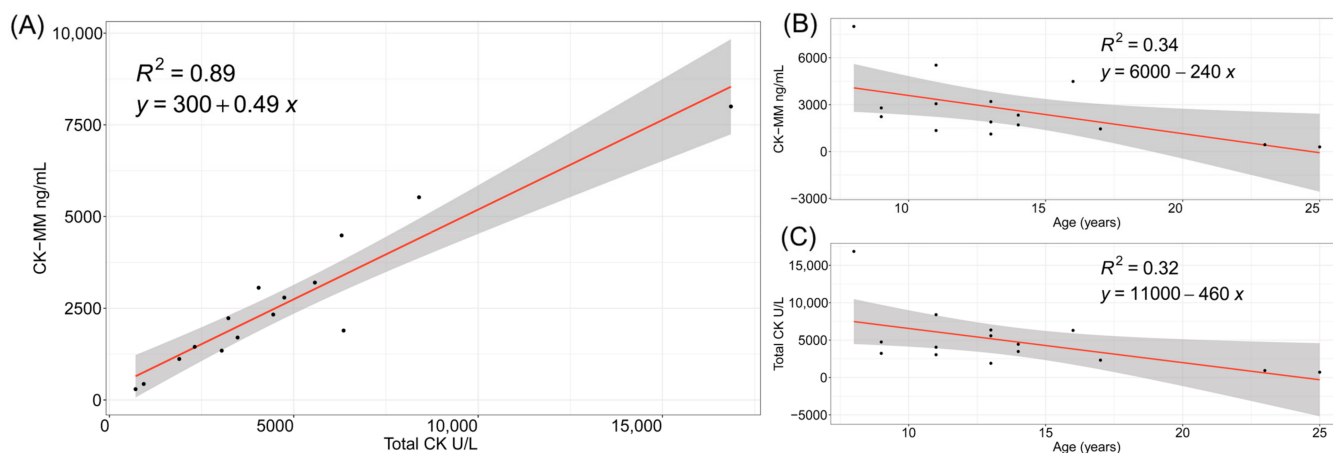 (A)
10,000
7500
5000
2500
0
CK−MM ng/mL
R² = 0.89
y = 300 + 0.49 x
0
5000
10,000
15,000
Total CK U/L
(B)
6000
3000
0
−3000
CK−MM ng/mL
R² = 0.34
y = 6000 − 240 x
10
15
20
25
Age (years)
(C)
15,000
10,000
5000
0
−5000
Total CK U/L
R² = 0.32
y = 11000 − 460 x
10
15
20
25
Age (years)